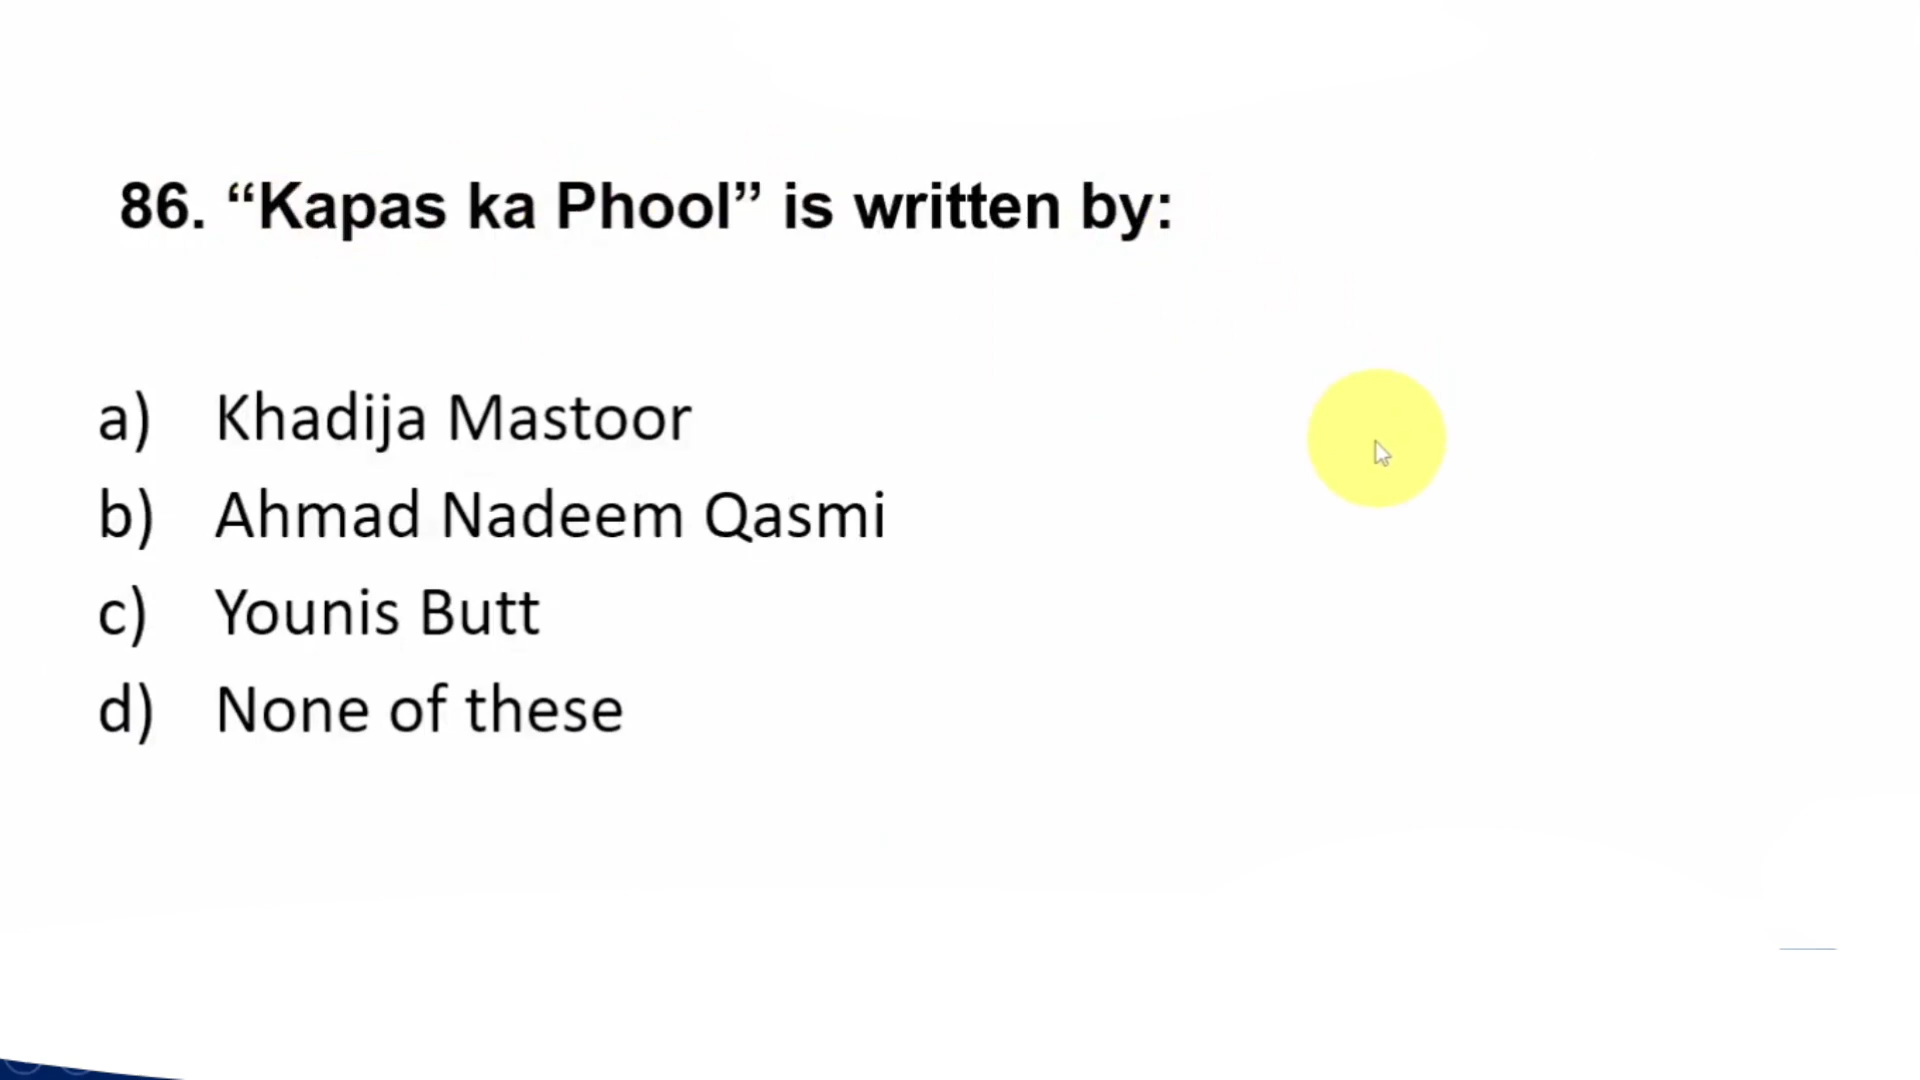 86. “Kapas ka Phool” is written by:
a) Khadija Mastoor
b) Ahmad Nadeem Qasmi
c) Younis Butt
d) None of these